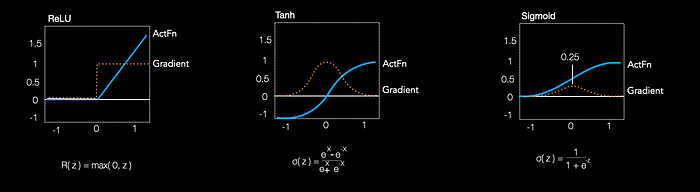 ReLU
ActFn
Gradient
1.5
1
0.5
0
-1
-1 0 1
R(z) = max(0, z)
Tanh
ActFn
Gradient
1.5
1
0.5
0
-1
-1 0 1
σ(z) = e^x - e^-x / e^x + e^-x
Sigmoid
0.25
ActFn
Gradient
1.5
1
0.5
0
-1
-1 0 1
σ(z) = 1 / 1 + e^-z